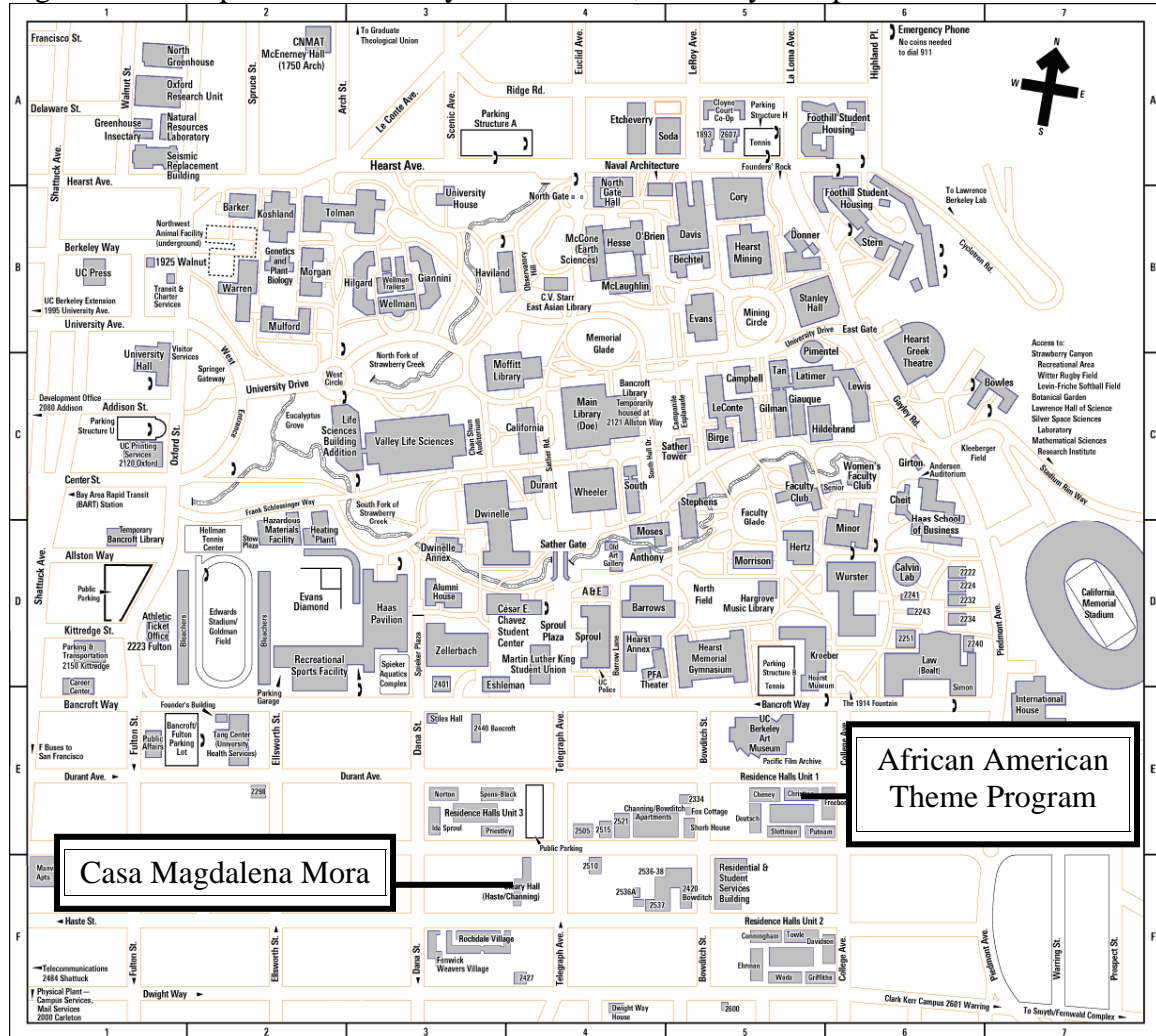 1 2 3 4 5 6 7
Francisco St.
North
Greenhouse
CNMAT
McEnerney Hall
(1750 Arch)
To Graduate
Theological Union
Euclid Ave.
LeRoy Ave.
La Loma Ave.
Highland Pl.
Emergency Phone
No coins needed
to dial 911
N
W
E
S
Walnut St.
Spruce St.
Arch St.
Oxford
Research Unit
A
A
Le Conte Ave.
Scenic Ave.
Ridge Rd.
Delaware St.
Greenhouse
Insectary
Natural
Resources
Laboratory
Seismic
Replacement
Building
Parking
Structure A
Etcheverry
Soda
Cloyne
Court
Co-Op
1893
2607
Parking
Structure H
Tennis
Foothill Student
Housing
Shattuck Ave.
Hearst Ave.
Hearst Ave.
Naval Architecture
Founders' Rock
University
House
North Gate
North
Gate
Hall
Cory
Foothill Student
Housing
To Lawrence
Berkeley Lab
Cyclotron Rd.
Barker
Koshland
Tolman
Northwest
Animal Facility
(underground)
Berkeley Way
UC Press
1925 Walnut
Transit &
Charter
Services
Genetics
and
Plant
Biology
Morgan
Warren
Mulford
Hilgard
Wellman
Trailers
Wellman
Giannini
Haviland
Observatory
Hill
McCone
(Earth
Sciences)
Hesse
O'Brien
McLaughlin
Davis
Bechtel
Hearst
Mining
Donner
Stern
B
B
C.V. Starr
East Asian Library
Evans
Mining
Circle
Stanley
Hall
UC Berkeley Extension
1995 University Ave.
University Ave.
University Drive
East Gate
Memorial
Glade
Hearst
Greek
Theatre
University
Hall
Visitor
Services
West
Springer
Gateway
Entrance
University Drive
West
Circle
North Fork of
Strawberry Creek
Moffitt
Library
Pimentel
Tan
Latimer
Lewis
Campbell
LeConte
Gilman
Giauque
Hildebrand
Birge
Gayley Rd.
Bowles
Access to:
Strawberry Canyon
Recreational Area
Witter Rugby Field
Levin-Friche Softball Field
Botanical Garden
Lawrence Hall of Science
Silver Space Sciences
Laboratory
Mathematical Sciences
Research Institute
Development Office
2080 Addison
Addison St.
Parking
Structure U
UC Printing
Services
2120 Oxford
Oxford St.
Eucalyptus
Grove
Life
Sciences
Building
Addition
Valley Life Sciences
Chan Shun
Auditorium
California
Sather Rd.
Main
Library
(Doe)
Bancroft
Library
Temporarily
housed at
2121 Allston Way
Campanile
Esplanade
South Hall Dr.
Sather
Tower
C
C
Kleeberger
Field
Stadium Rim Way
Center St.
Bay Area Rapid Transit
(BART) Station
Frank Schlessinger Way
South Fork of
Strawberry
Creek
Durant
Wheeler
South
Stephens
Faculty
Club
Senior
Women's
Faculty
Club
Girton
Andersen
Auditorium
Cheit
Haas School
of Business
Dwinelle
Faculty
Glade
Minor
Temporary
Bancroft Library
Hellman
Tennis
Center
Stow
Plaza
Hazardous
Materials
Facility
Heating
Plant
Dwinelle
Annex
Sather Gate
Old
Art
Gallery
Moses
Anthony
Morrison
Hertz
Wurster
Calvin
Lab
2222
2224
2232
2234
2241
2243
2251
2240
Allston Way
Shattuck Ave.
Public
Parking
Kittredge St.
Athletic
Ticket
Office
2223 Fulton
Bleachers
Edwards
Stadium/
Goldman
Field
Bleachers
Evans
Diamond
Haas
Pavilion
Alumni
House
César E.
Chavez
Student
Center
Sproul
Plaza
A & E
Sproul
Barrows
Barrow Lane
North
Field
Hargrove
Music Library
Piedmont Ave.
California
Memorial
Stadium
D
D
Parking &
Transportation
2150 Kittredge
Career
Center
Recreational
Sports Facility
Spieker
Aquatics
Complex
Spieker Plaza
Zellerbach
2401
Eshleman
Martin Luther King
Student Union
UC
Police
Hearst
Annex
PFA
Theater
Hearst
Memorial
Gymnasium
Parking
Structure B
Tennis
Kroeber
Hearst
Museum
Law
(Boalt)
Simon
The 1914 Fountain
International
House
Parking
Garage
Bancroft Way
Bancroft Way
Founder's Building
F Buses to
San Francisco
Fulton St.
Public
Affairs
Bancroft/
Fulton
Parking
Lot
Tang Center
(University
Health Services)
Ellsworth St.
Dana St.
Stiles Hall
2440 Bancroft
Telegraph Ave.
Bowditch St.
UC
Berkeley
Art
Museum
Pacific Film Archive
College Ave.
African American
Theme Program
E
E
Durant Ave.
Durant Ave.
Residence Halls Unit 1
2298
Norton
Spens-Black
Residence Halls Unit 3
Ida Sproul
Priestley
Public Parking
2505
2515
2521
Channing/Bowditch
Apartments
2334
Fox Cottage
Shorb House
Cheney
Deutsch
Slottman
Putnam
Casa Magdalena Mora
Apts.
(Haste/Channing)
2510
2536A
2536-38
2537
2420
Bowditch
Residential &
Student
Services
Building
Haste St.
Residence Halls Unit 2
Rochdale Village
Fenwick
Weavers Village
2427
Cunningham
Towle
Davidson
Ehrman
Wada
Griffiths
College Ave.
Piedmont Ave.
Warring St.
Prospect St.
F
F
Fulton St.
Ellsworth St.
Dana St.
Telegraph Ave.
Bowditch St.
Telecommunications
2484 Shattuck
Physical Plant—
Campus Services,
Mail Services
2000 Carleton
Dwight Way
Dwight Way
House
2600
Clark Kerr Campus 2601 Warring
To Smyth/Fernwald Complex
1 2 3 4 5 6 7